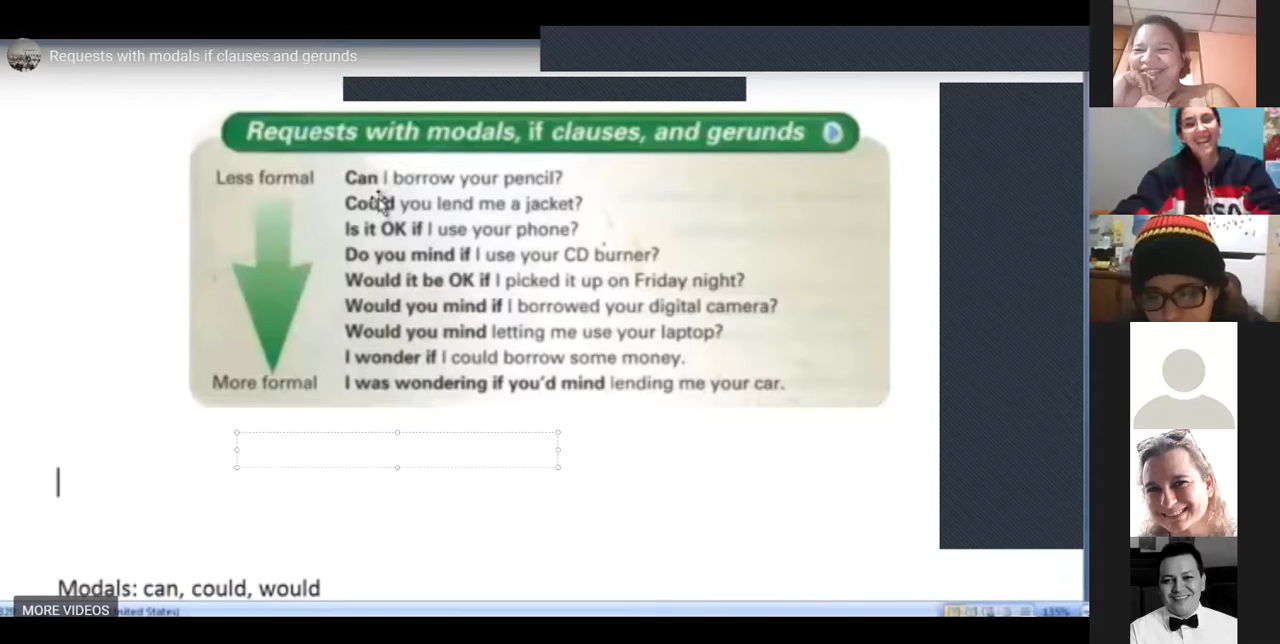 Requests with modals if clauses and gerunds
Requests with modals, if clauses, and gerunds
Less formal
Can I borrow your pencil?
Could you lend me a jacket?
Is it OK if I use your phone?
Do you mind if I use your CD burner?
Would it be OK if I picked it up on Friday night?
Would you mind if I borrowed your digital camera?
Would you mind letting me use your laptop?
I wonder if I could borrow some money.
More formal
I was wondering if you'd mind lending me your car.
Modals: can, could, would
MORE VIDEOS
United States)
135%